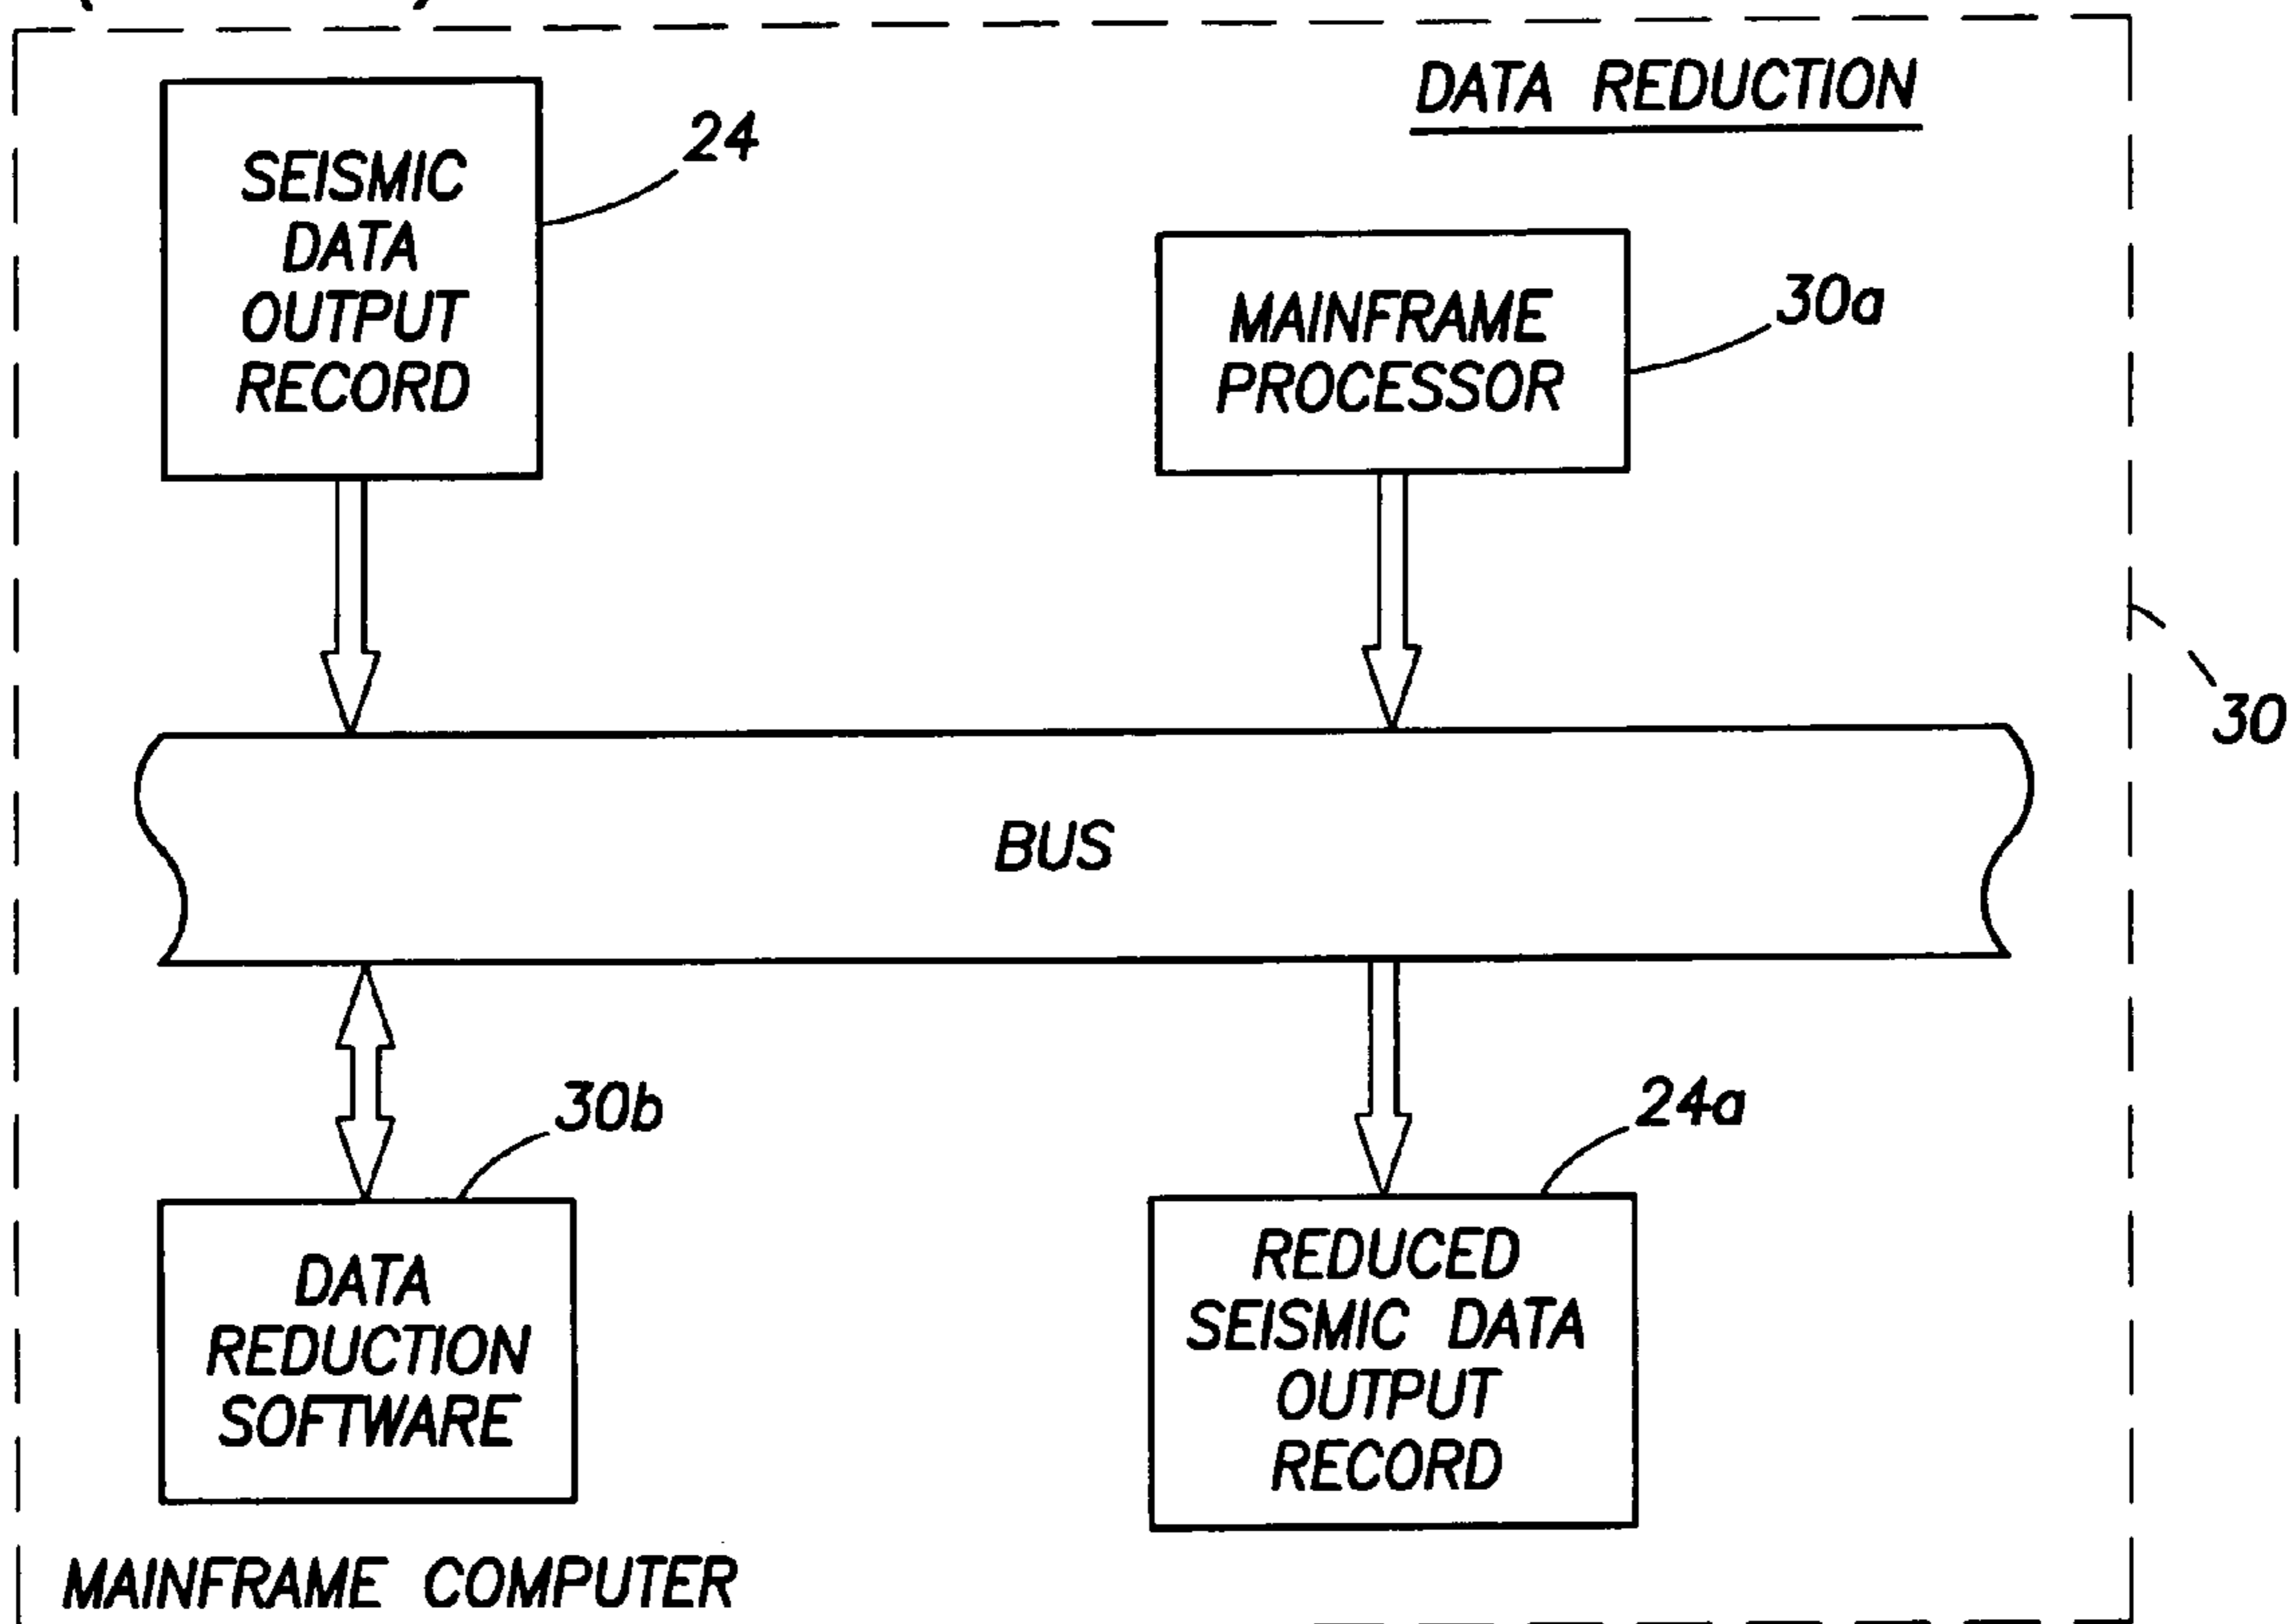 DATA REDUCTION
SEISMIC
DATA
OUTPUT
RECORD
24
MAINFRAME
PROCESSOR
30a
30
BUS
30b
24a
DATA
REDUCTION
SOFTWARE
REDUCED
SEISMIC DATA
OUTPUT
RECORD
MAINFRAME COMPUTER